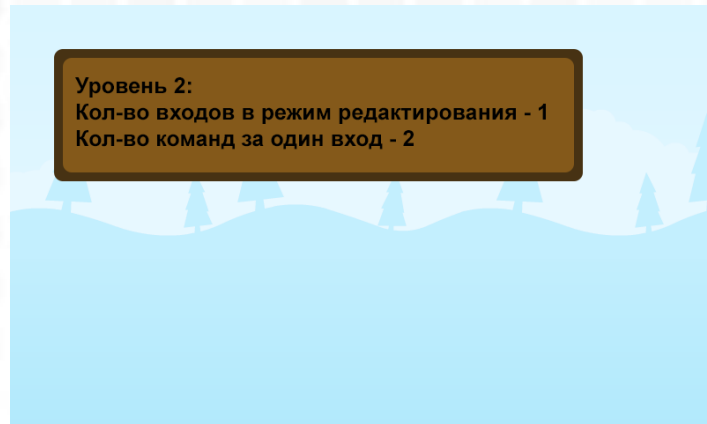 Уровень 2:
Кол-во входов в режим редактирования - 1
Кол-во команд за один вход - 2